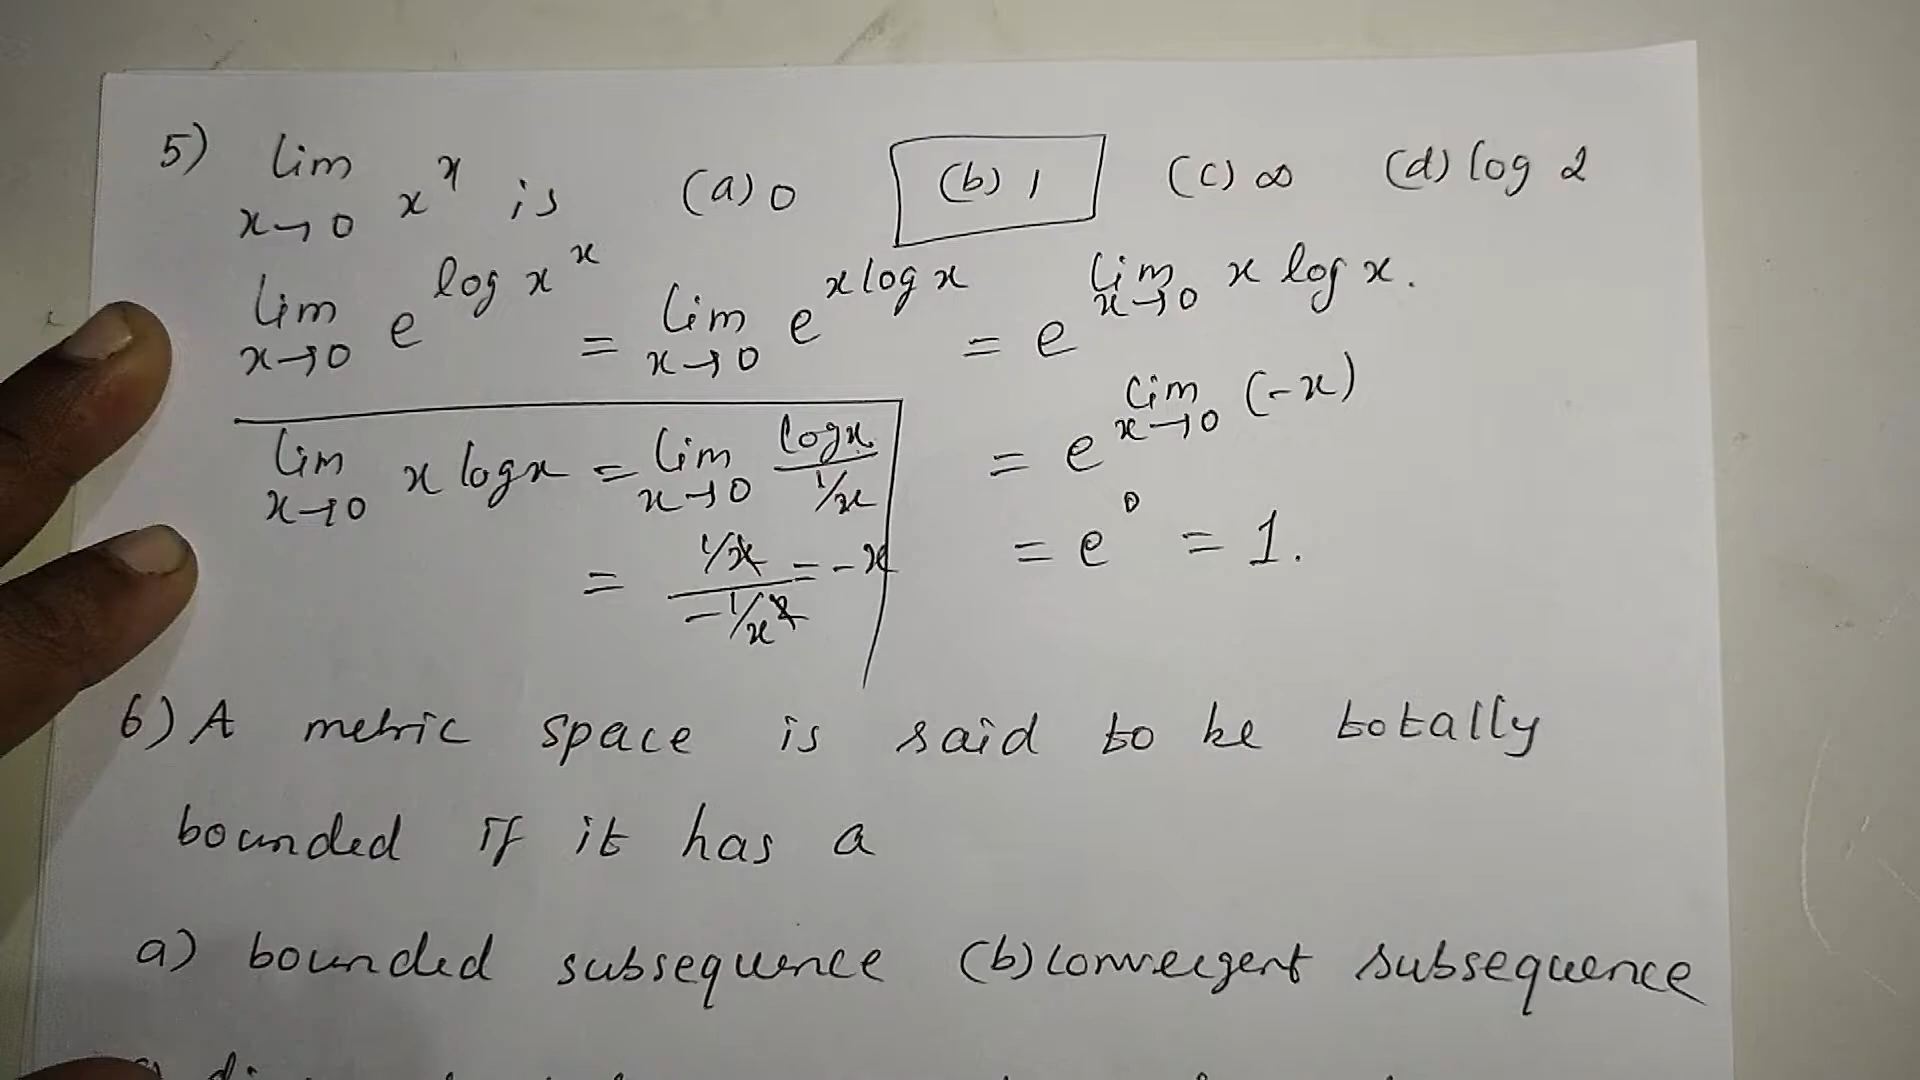 5) lim x→0 x^x is (a) 0 (b) 1 (c) ∞ (d) log 2
lim x→0 e^(log x^x) = lim x→0 e^(x log x) = e^(lim x→0 x log x).
= e^(lim x→0 (-x))
lim x→0 x log x = lim x→0 (log x)/(1/x)
= (1/x)/(-1/x²) = -x
= e^0 = 1.
6) A metric space is said to be totally
bounded if it has a
a) bounded subsequence (b) convergent subsequence